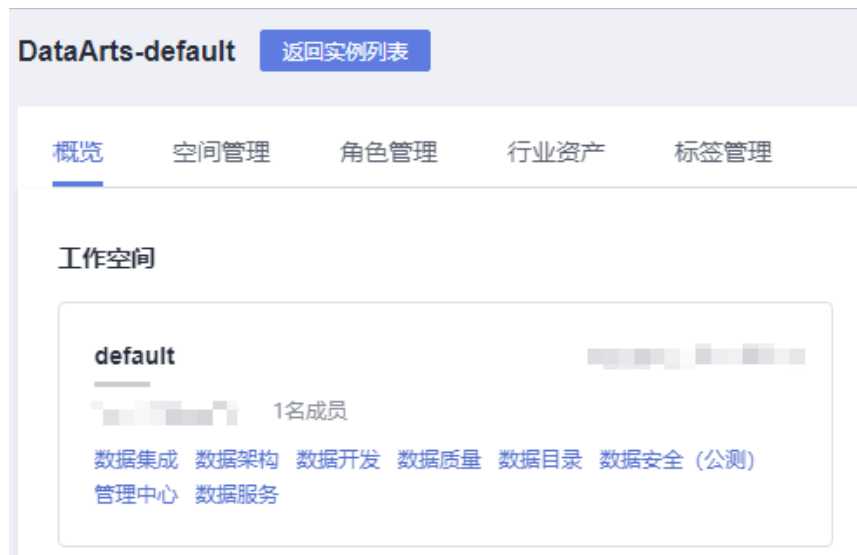 DataArts-default 返回实例列表
概览 空间管理 角色管理 行业资产 标签管理
工作空间
default
1名成员
数据集成 数据架构 数据开发 数据质量 数据目录 数据安全（公测）
管理中心 数据服务